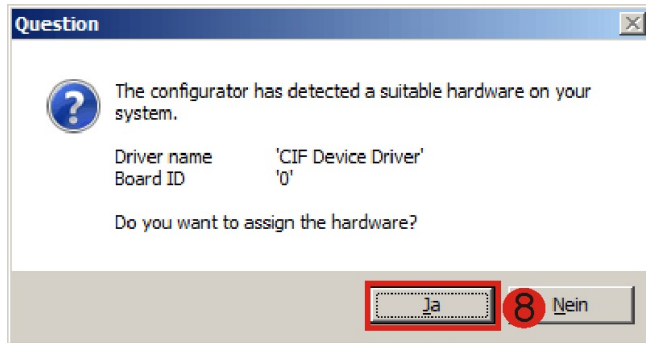 Question
The configurator has detected a suitable hardware on your
system.
Driver name 'CIF Device Driver'
Board ID '0'
Do you want to assign the hardware?
Ja 8 Nein